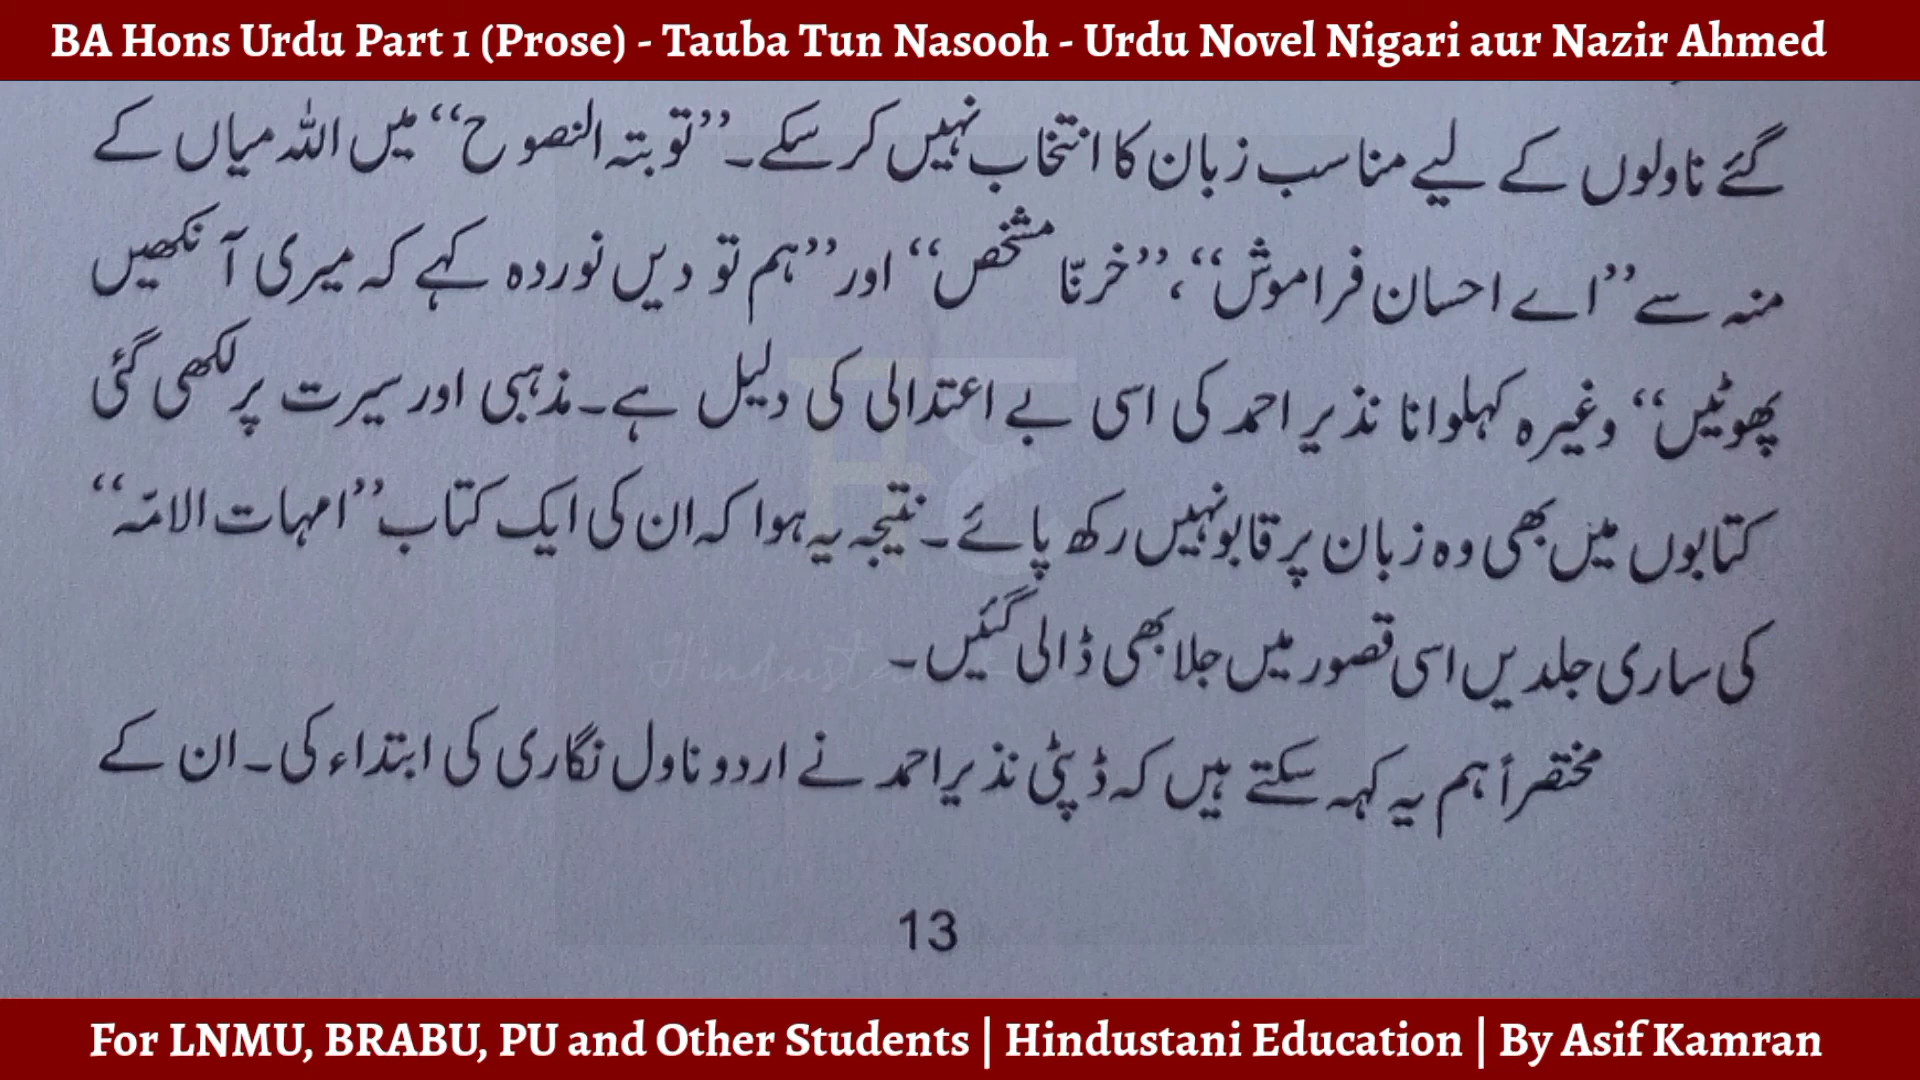 BA Hons Urdu Part 1 (Prose) - Tauba Tun Nasooh - Urdu Novel Nigari aur Nazir Ahmed
گئے ناولوں کے لیے مناسب زبان کا انتخاب نہیں کر سکے۔ ’’توبتہ النصوح‘‘ میں اللہ میاں کے
منہ سے ’’اے احسان فراموش‘‘، ’’خرنّا مشخص‘‘ اور ’’ہم تو دیں نوردہ کہے کہ میری آنکھیں
پھوٹیں‘‘ وغیرہ کہلوانا نذیر احمد کی اسی بے اعتدالی کی دلیل ہے۔ مذہبی اور سیرت پر لکھی گئی
کتابوں میں بھی وہ زبان پر قابو نہیں رکھ پائے۔ نتیجہ یہ ہوا کہ ان کی ایک کتاب ’’امہات الامّہ‘‘
کی ساری جلدیں اسی قصور میں جلا بھی ڈالی گئیں۔
مختصراً ہم یہ کہہ سکتے ہیں کہ ڈپٹی نذیر احمد نے اردو ناول نگاری کی ابتداء کی۔ ان کے
13
For LNMU, BRABU, PU and Other Students | Hindustani Education | By Asif Kamran